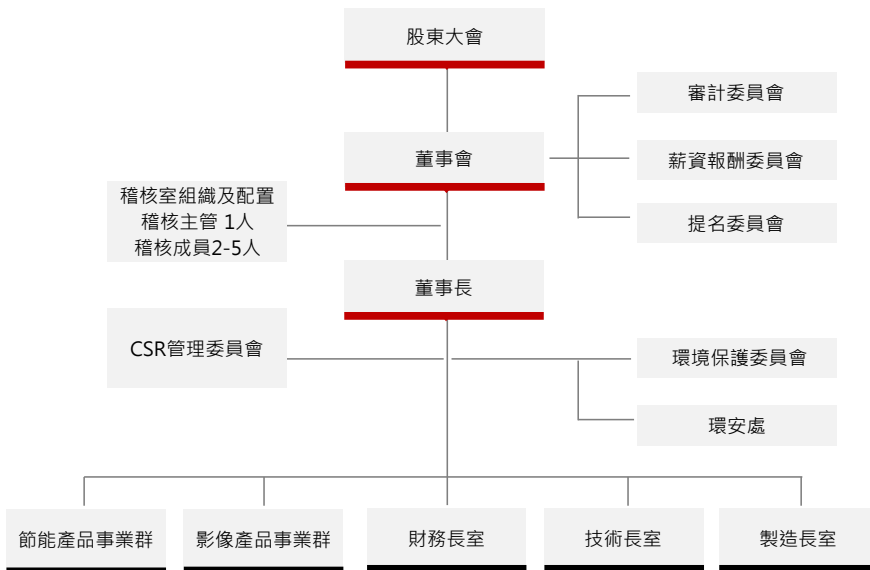 股東大會
審計委員會
董事會
薪資報酬委員會
稽核室組織及配置
稽核主管 1人
稽核成員2-5人
提名委員會
董事長
CSR管理委員會
環境保護委員會
環安處
節能產品事業群
影像產品事業群
財務長室
技術長室
製造長室